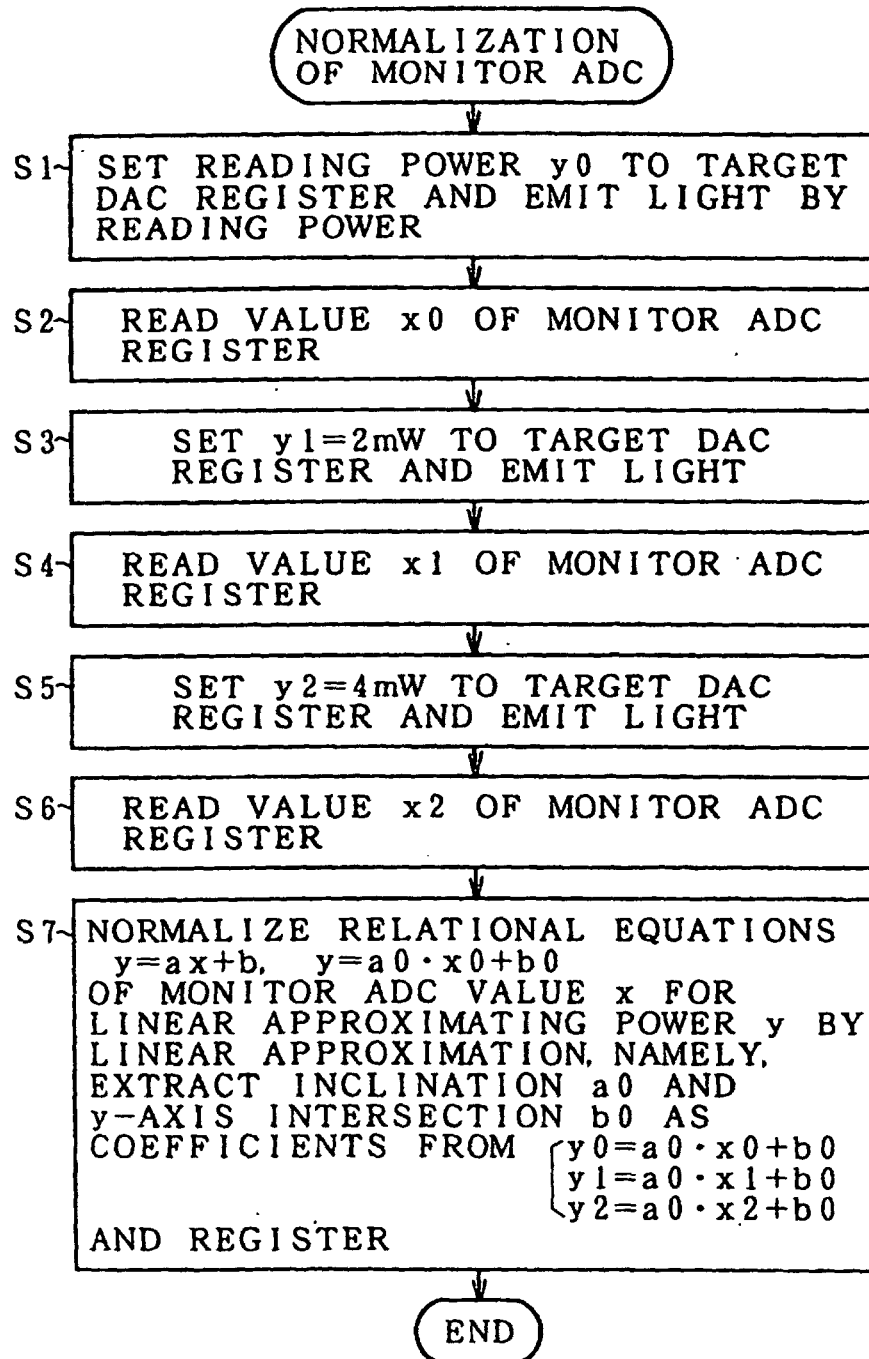 NORMALIZATION
OF MONITOR ADC
S1 SET READING POWER y0 TO TARGET
DAC REGISTER AND EMIT LIGHT BY
READING POWER
S2 READ VALUE x0 OF MONITOR ADC
REGISTER
S3 SET y1=2mW TO TARGET DAC
REGISTER AND EMIT LIGHT
S4 READ VALUE x1 OF MONITOR ADC
REGISTER
S5 SET y2=4mW TO TARGET DAC
REGISTER AND EMIT LIGHT
S6 READ VALUE x2 OF MONITOR ADC
REGISTER
S7 NORMALIZE RELATIONAL EQUATIONS
y=ax+b, y=a0·x0+b0
OF MONITOR ADC VALUE x FOR
LINEAR APPROXIMATING POWER y BY
LINEAR APPROXIMATION, NAMELY,
EXTRACT INCLINATION a0 AND
y-AXIS INTERSECTION b0 AS
COEFFICIENTS FROM y0=a0·x0+b0
y1=a0·x1+b0
y2=a0·x2+b0
AND REGISTER
END